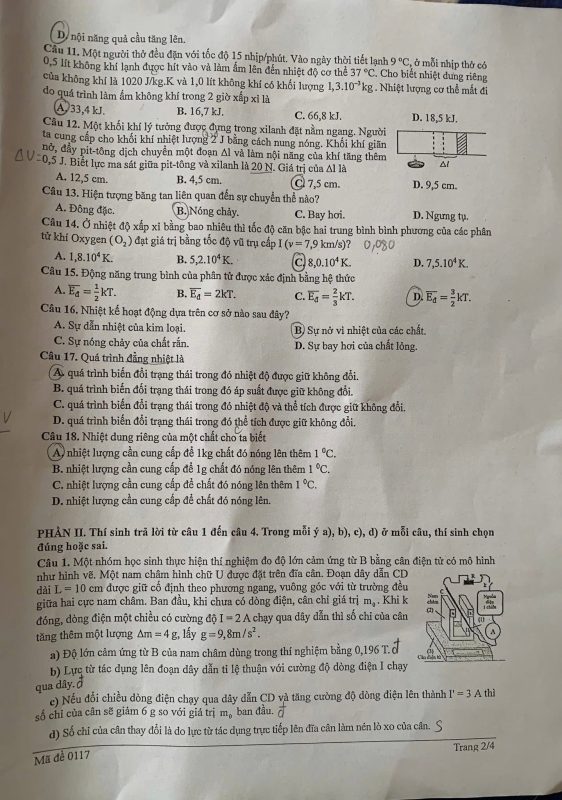 D. nội năng quả cầu tăng lên.
Câu 11. Một người thở đều đặn với tốc độ 15 nhịp/phút. Vào ngày thời tiết lạnh 9 °C, ở mỗi nhịp thở có
0,5 lít không khí lạnh được hít vào và làm ấm lên đến nhiệt độ cơ thể 37 °C. Cho biết nhiệt dung riêng
của không khí là 1020 J/kg.K và 1,0 lít không khí có khối lượng 1,3.10⁻³ kg. Nhiệt lượng cơ thể mất đi
do quá trình làm ấm không khí trong 2 giờ xấp xỉ là
A. 33,4 kJ. B. 16,7 kJ. C. 66,8 kJ. D. 18,5 kJ.
Câu 12. Một khối khí lý tưởng được đựng trong xilanh đặt nằm ngang. Người
ta cung cấp cho khối khí nhiệt lượng 2 J bằng cách nung nóng. Khối khí giãn
nở, đẩy pit-tông dịch chuyển một đoạn Δl và làm nội năng của khí tăng thêm
ΔU= 0,5 J. Biết lực ma sát giữa pit-tông và xilanh là 20 N. Giá trị của Δl là
Δl
A. 12,5 cm. B. 4,5 cm. C. 7,5 cm. D. 9,5 cm.
Câu 13. Hiện tượng băng tan liên quan đến sự chuyển thể nào?
A. Đông đặc. B. Nóng chảy. C. Bay hơi. D. Ngưng tụ.
Câu 14. Ở nhiệt độ xấp xỉ bằng bao nhiêu thì tốc độ căn bậc hai trung bình bình phương của các phân
tử khí Oxygen (O₂) đạt giá trị bằng tốc độ vũ trụ cấp I (v = 7,9 km/s)? 0,080
A. 1,8.10⁴ K. B. 5,2.10⁴ K. C. 8,0.10⁴ K. D. 7,5.10⁴ K.
Câu 15. Động năng trung bình của phân tử được xác định bằng hệ thức
A. E̅đ = 1/2 kT. B. E̅đ = 2kT. C. E̅đ = 2/3 kT. D. E̅đ = 3/2 kT.
Câu 16. Nhiệt kế hoạt động dựa trên cơ sở nào sau đây?
A. Sự dẫn nhiệt của kim loại. B. Sự nở vì nhiệt của các chất.
C. Sự nóng chảy của chất rắn. D. Sự bay hơi của chất lỏng.
Câu 17. Quá trình đẳng nhiệt là
A. quá trình biến đổi trạng thái trong đó nhiệt độ được giữ không đổi.
B. quá trình biến đổi trạng thái trong đó áp suất được giữ không đổi.
C. quá trình biến đổi trạng thái trong đó nhiệt độ và thể tích được giữ không đổi.
V
D. quá trình biến đổi trạng thái trong đó thể tích được giữ không đổi.
Câu 18. Nhiệt dung riêng của một chất cho ta biết
A. nhiệt lượng cần cung cấp để 1kg chất đó nóng lên thêm 1 °C.
B. nhiệt lượng cần cung cấp để 1g chất đó nóng lên thêm 1 °C.
C. nhiệt lượng cần cung cấp để chất đó nóng lên thêm 1 °C.
D. nhiệt lượng cần cung cấp để chất đó nóng lên.
PHẦN II. Thí sinh trả lời từ câu 1 đến câu 4. Trong mỗi ý a), b), c), d) ở mỗi câu, thí sinh chọn
đúng hoặc sai.
Câu 1. Một nhóm học sinh thực hiện thí nghiệm đo độ lớn cảm ứng từ B bằng cân điện tử có mô hình
như hình vẽ. Một nam châm hình chữ U được đặt trên đĩa cân. Đoạn dây dẫn CD
dài L = 10 cm được giữ cố định theo phương ngang, vuông góc với từ trường đều
giữa hai cực nam châm. Ban đầu, khi chưa có dòng điện, cân chỉ giá trị m₀. Khi k
đóng, dòng điện một chiều có cường độ I = 2 A chạy qua dây dẫn thì số chỉ của cân
tăng thêm một lượng Δm = 4 g, lấy g = 9,8m/s².
Nam
châm
(2)
Nguồn
điện
1 chiều
(1)
A
(3)
Cân điện tử
a) Độ lớn cảm ứng từ B của nam châm dùng trong thí nghiệm bằng 0,196 T. đ
b) Lực từ tác dụng lên đoạn dây dẫn tỉ lệ thuận với cường độ dòng điện I chạy
qua dây. đ
c) Nếu đổi chiều dòng điện chạy qua dây dẫn CD và tăng cường độ dòng điện lên thành I' = 3 A thì
số chỉ của cân sẽ giảm 6 g so với giá trị m₀ ban đầu. đ
d) Số chỉ của cân thay đổi là do lực từ tác dụng trực tiếp lên đĩa cân làm nén lò xo của cân. S
Mã đề 0117 Trang 2/4